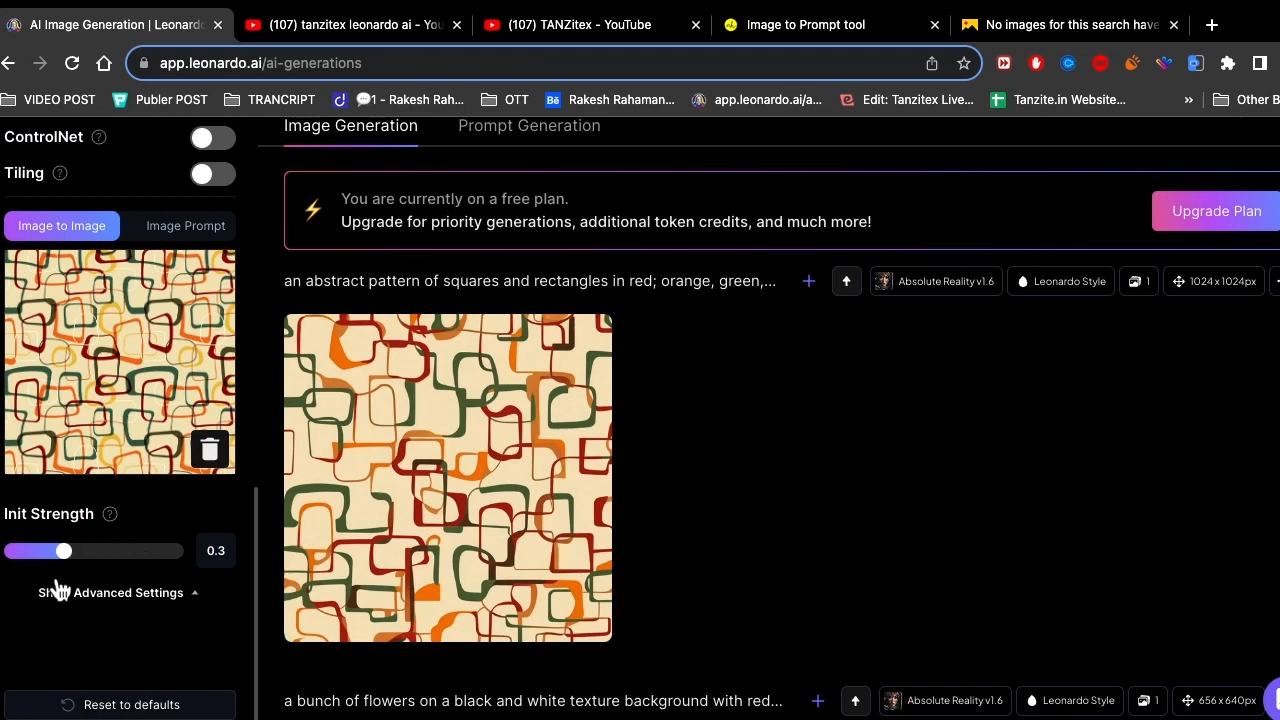 AI Image Generation | Leonardo
(107) tanzitex leonardo ai - You
(107) TANZitex - YouTube
Image to Prompt tool
No images for this search have
app.leonardo.ai/ai-generations
VIDEO POST
Publer POST
TRANCRIPT
1 - Rakesh Rah...
OTT
Bē
Rakesh Rahaman...
app.leonardo.ai/a...
Edit: Tanzitex Live...
Tanzite.in Website...
»
Other B
ControlNet
Image Generation
Prompt Generation
Tiling
Image to Image
Image Prompt
You are currently on a free plan.
Upgrade for priority generations, additional token credits, and much more!
Upgrade Plan
an abstract pattern of squares and rectangles in red; orange, green,...
Absolute Reality v1.6
Leonardo Style
1
1024 x 1024px
Init Strength
0.3
Advanced Settings
Reset to defaults
a bunch of flowers on a black and white texture background with red...
Absolute Reality v1.6
Leonardo Style
1
656 x 640px